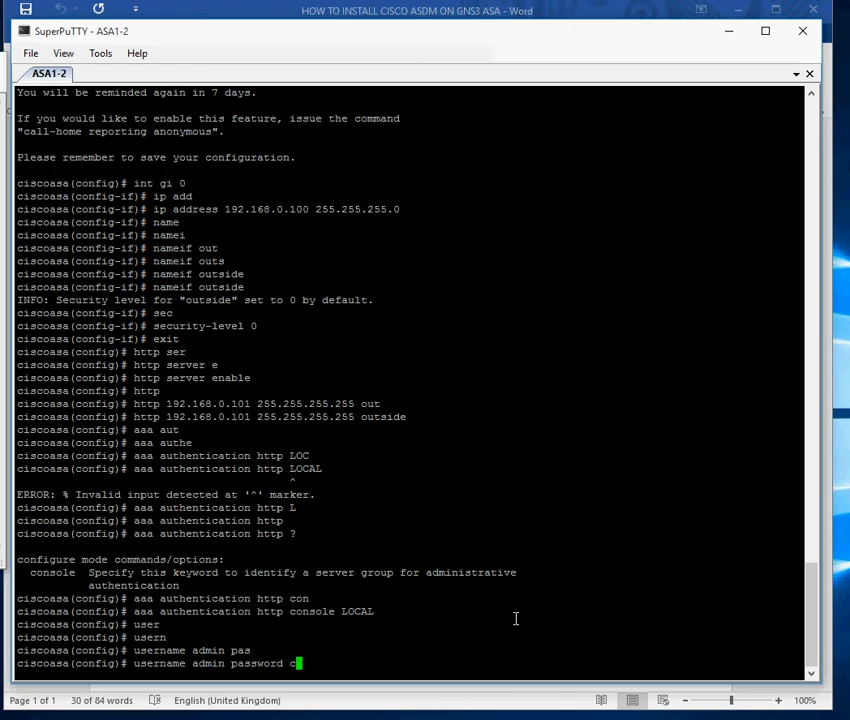 HOW TO INSTALL CISCO ASDM ON GNS3 ASA - Word
SuperPuTTY - ASA1-2
File View Tools Help
ASA1-2
You will be reminded again in 7 days.
If you would like to enable this feature, issue the command
"call-home reporting anonymous".
Please remember to save your configuration.
ciscoasa(config)# int gi 0
ciscoasa(config-if)# ip add
ciscoasa(config-if)# ip address 192.168.0.100 255.255.255.0
ciscoasa(config-if)# name
ciscoasa(config-if)# namei
ciscoasa(config-if)# nameif out
ciscoasa(config-if)# nameif outs
ciscoasa(config-if)# nameif outside
ciscoasa(config-if)# nameif outside
INFO: Security level for "outside" set to 0 by default.
ciscoasa(config-if)# sec
ciscoasa(config-if)# security-level 0
ciscoasa(config-if)# exit
ciscoasa(config)# http ser
ciscoasa(config)# http server e
ciscoasa(config)# http server enable
ciscoasa(config)# http
ciscoasa(config)# http 192.168.0.101 255.255.255.255 out
ciscoasa(config)# http 192.168.0.101 255.255.255.255 outside
ciscoasa(config)# aaa aut
ciscoasa(config)# aaa authe
ciscoasa(config)# aaa authentication http LOC
ciscoasa(config)# aaa authentication http LOCAL
^
ERROR: % Invalid input detected at '^' marker.
ciscoasa(config)# aaa authentication http L
ciscoasa(config)# aaa authentication http
ciscoasa(config)# aaa authentication http ?
configure mode commands/options:
console Specify this keyword to identify a server group for administrative
authentication
ciscoasa(config)# aaa authentication http con
ciscoasa(config)# aaa authentication http console LOCAL
ciscoasa(config)# user
ciscoasa(config)# usern
ciscoasa(config)# username admin pas
ciscoasa(config)# username admin password c
Page 1 of 1 30 of 84 words English (United Kingdom) 100%